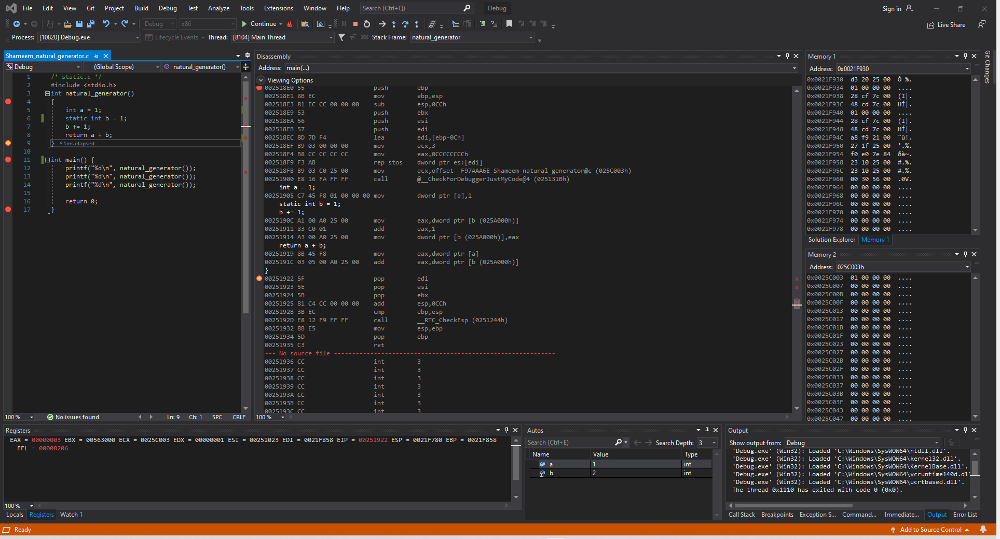 File Edit View Git Project Build Debug Test Analyze Tools Extensions Window Help Search (Ctrl+Q) Debug Sign in
Debug x86 Continue Live Share
Process: [10820] Debug.exe Lifecycle Events Thread: [8104] Main Thread Stack Frame: natural_generator
Shameem_natural_generator.c
Debug (Global Scope) natural_generator()
1 /* static.c */
2 #include <stdio.h>
3 int natural_generator()
4 {
5 int a = 1;
6 static int b = 1;
7 b += 1;
8 return a + b;
9 } ≤1ms elapsed
10
11 int main() {
12 printf("%d\n", natural_generator());
13 printf("%d\n", natural_generator());
14 printf("%d\n", natural_generator());
15
16 return 0;
17 }
100 % No issues found Ln: 9 Ch: 1 SPC CRLF
Disassembly
Address: main(...)
Viewing Options
002518E0 55 push ebp
002518E1 8B EC mov ebp,esp
002518E3 81 EC CC 00 00 00 sub esp,0CCh
002518E9 53 push ebx
002518EA 56 push esi
002518EB 57 push edi
002518EC 8D 7D F4 lea edi,[ebp-0Ch]
002518EF B9 03 00 00 00 mov ecx,3
002518F4 B8 CC CC CC CC mov eax,0CCCCCCCCh
002518F9 F3 AB rep stos dword ptr es:[edi]
002518FB B9 03 C0 25 00 mov ecx,offset _F97AAA6E_Shameem_natural_generator@c (025C003h)
00251900 E8 16 FA FF FF call @__CheckForDebuggerJustMyCode@4 (025131Bh)
int a = 1;
00251905 C7 45 F8 01 00 00 00 mov dword ptr [a],1
static int b = 1;
b += 1;
0025190C A1 00 A0 25 00 mov eax,dword ptr [b (025A000h)]
00251911 83 C0 01 add eax,1
00251914 A3 00 A0 25 00 mov dword ptr [b (025A000h)],eax
return a + b;
00251919 8B 45 F8 mov eax,dword ptr [a]
0025191C 03 05 00 A0 25 00 add eax,dword ptr [b (025A000h)]
}
00251922 5F pop edi
00251923 5E pop esi
00251924 5B pop ebx
00251925 81 C4 CC 00 00 00 add esp,0CCh
0025192B 3B EC cmp ebp,esp
0025192D E8 12 F9 FF FF call __RTC_CheckEsp (0251244h)
00251932 8B E5 mov esp,ebp
00251934 5D pop ebp
00251935 C3 ret
--- No source file -------------------------------------------------------------
00251936 CC int 3
00251937 CC int 3
00251938 CC int 3
00251939 CC int 3
0025193A CC int 3
0025193B CC int 3
0025193C CC int 3
100 %
Memory 1
Address: 0x0021F930
0x0021F930 d3 20 25 00 Ó %.
0x0021F934 01 00 00 00 ....
0x0021F938 28 cf 7c 00 (Ï|.
0x0021F93C 48 cd 7c 00 HÍ|.
0x0021F940 01 00 00 00 ....
0x0021F944 28 cf 7c 00 (Ï|.
0x0021F948 48 cd 7c 00 HÍ|.
0x0021F94C a8 f9 21 00 ¨ù!.
0x0021F950 27 1f 25 00 '.%.
0x0021F954 f0 e0 7e 84 ðà~.
0x0021F958 23 10 25 00 #.%.
0x0021F95C 23 10 25 00 #.%.
0x0021F960 00 30 56 00 .0V.
0x0021F964 00 00 00 00 ....
0x0021F968 00 00 00 00 ....
0x0021F96C 00 00 00 00 ....
0x0021F970 00 00 00 00 ....
0x0021F974 00 00 00 00 ....
0x0021F978 00 00 00 00 ....
Solution Explorer Memory 1
Git Changes
Memory 2
Address: 025C003h
0x0025C003 01 00 00 00 ....
0x0025C007 00 00 00 00 ....
0x0025C00B 00 00 00 00 ....
0x0025C00F 00 00 00 00 ....
0x0025C013 00 00 00 00 ....
0x0025C017 00 00 00 00 ....
0x0025C01B 00 00 00 00 ....
0x0025C01F 00 00 00 00 ....
0x0025C023 00 00 00 00 ....
0x0025C027 00 00 00 00 ....
0x0025C02B 00 00 00 00 ....
0x0025C02F 00 00 00 00 ....
0x0025C033 00 00 00 00 ....
0x0025C037 00 00 00 00 ....
0x0025C03B 00 00 00 00 ....
0x0025C03F 00 00 00 00 ....
0x0025C043 00 00 00 00 ....
0x0025C047 00 00 00 00 ....
Registers
EAX = 00000003 EBX = 00563000 ECX = 0025C003 EDX = 00000001 ESI = 00251023 EDI = 0021F858 EIP = 00251922 ESP = 0021F780 EBP = 0021F858
EFL = 00000206
100 %
Locals Registers Watch 1
Autos
Search (Ctrl+E) Search Depth: 3
Name Value Type
a 1 int
b 2 int
Output
Show output from: Debug
'Debug.exe' (Win32): Loaded 'C:\Windows\SysWOW64\ntdll.dll'.
'Debug.exe' (Win32): Loaded 'C:\Windows\SysWOW64\kernel32.dll'.
'Debug.exe' (Win32): Loaded 'C:\Windows\SysWOW64\KernelBase.dll'.
'Debug.exe' (Win32): Loaded 'C:\Windows\SysWOW64\vcruntime140d.dll
'Debug.exe' (Win32): Loaded 'C:\Windows\SysWOW64\ucrtbased.dll'.
The thread 0x1110 has exited with code 0 (0x0).
Call Stack Breakpoints Exception S... Command... Immediate... Output Error List
Ready Add to Source Control